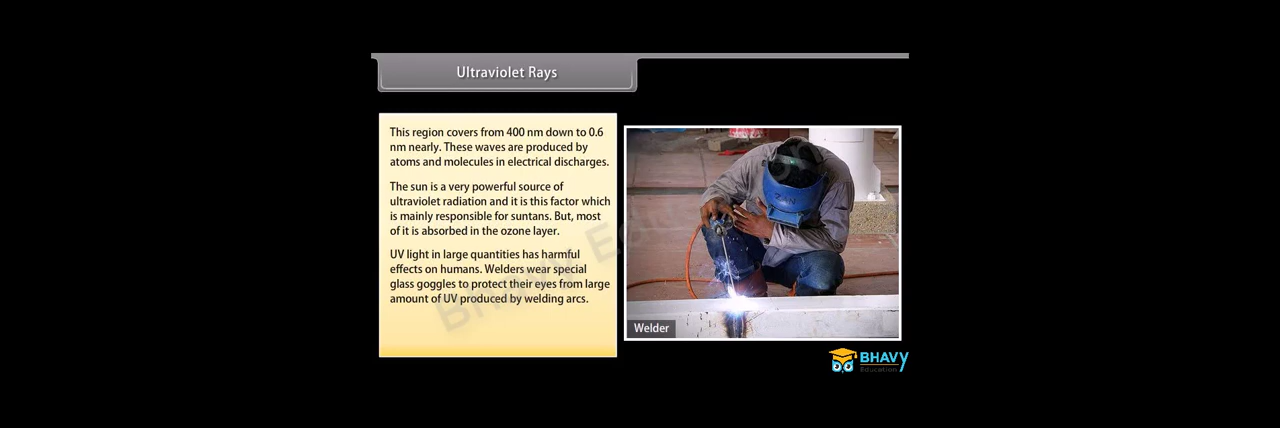 Ultraviolet Rays
This region covers from 400 nm down to 0.6
nm nearly. These waves are produced by
atoms and molecules in electrical discharges.
The sun is a very powerful source of
ultraviolet radiation and it is this factor which
is mainly responsible for suntans. But, most
of it is absorbed in the ozone layer.
UV light in large quantities has harmful
effects on humans. Welders wear special
glass goggles to protect their eyes from large
amount of UV produced by welding arcs.
Welder
BHAVY
Education